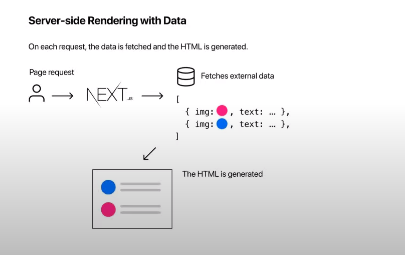 Server-side Rendering with Data
On each request, the data is fetched and the HTML is generated.
Page request
NEXT.JS
Fetches external data
[
{ img: , text: … },
{ img: , text: … },
]
The HTML is generated